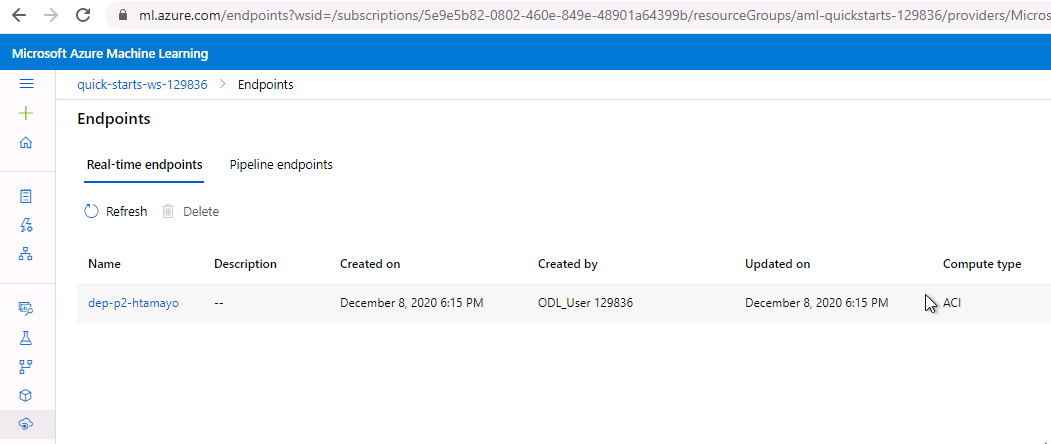 ml.azure.com/endpoints?wsid=/subscriptions/5e9e5b82-0802-460e-849e-48901a64399b/resourceGroups/aml-quickstarts-129836/providers/Micros
Microsoft Azure Machine Learning
quick-starts-ws-129836 > Endpoints
Endpoints
Real-time endpoints Pipeline endpoints
Refresh Delete
Name Description Created on Created by Updated on Compute type
dep-p2-htamayo -- December 8, 2020 6:15 PM ODL_User 129836 December 8, 2020 6:15 PM ACI